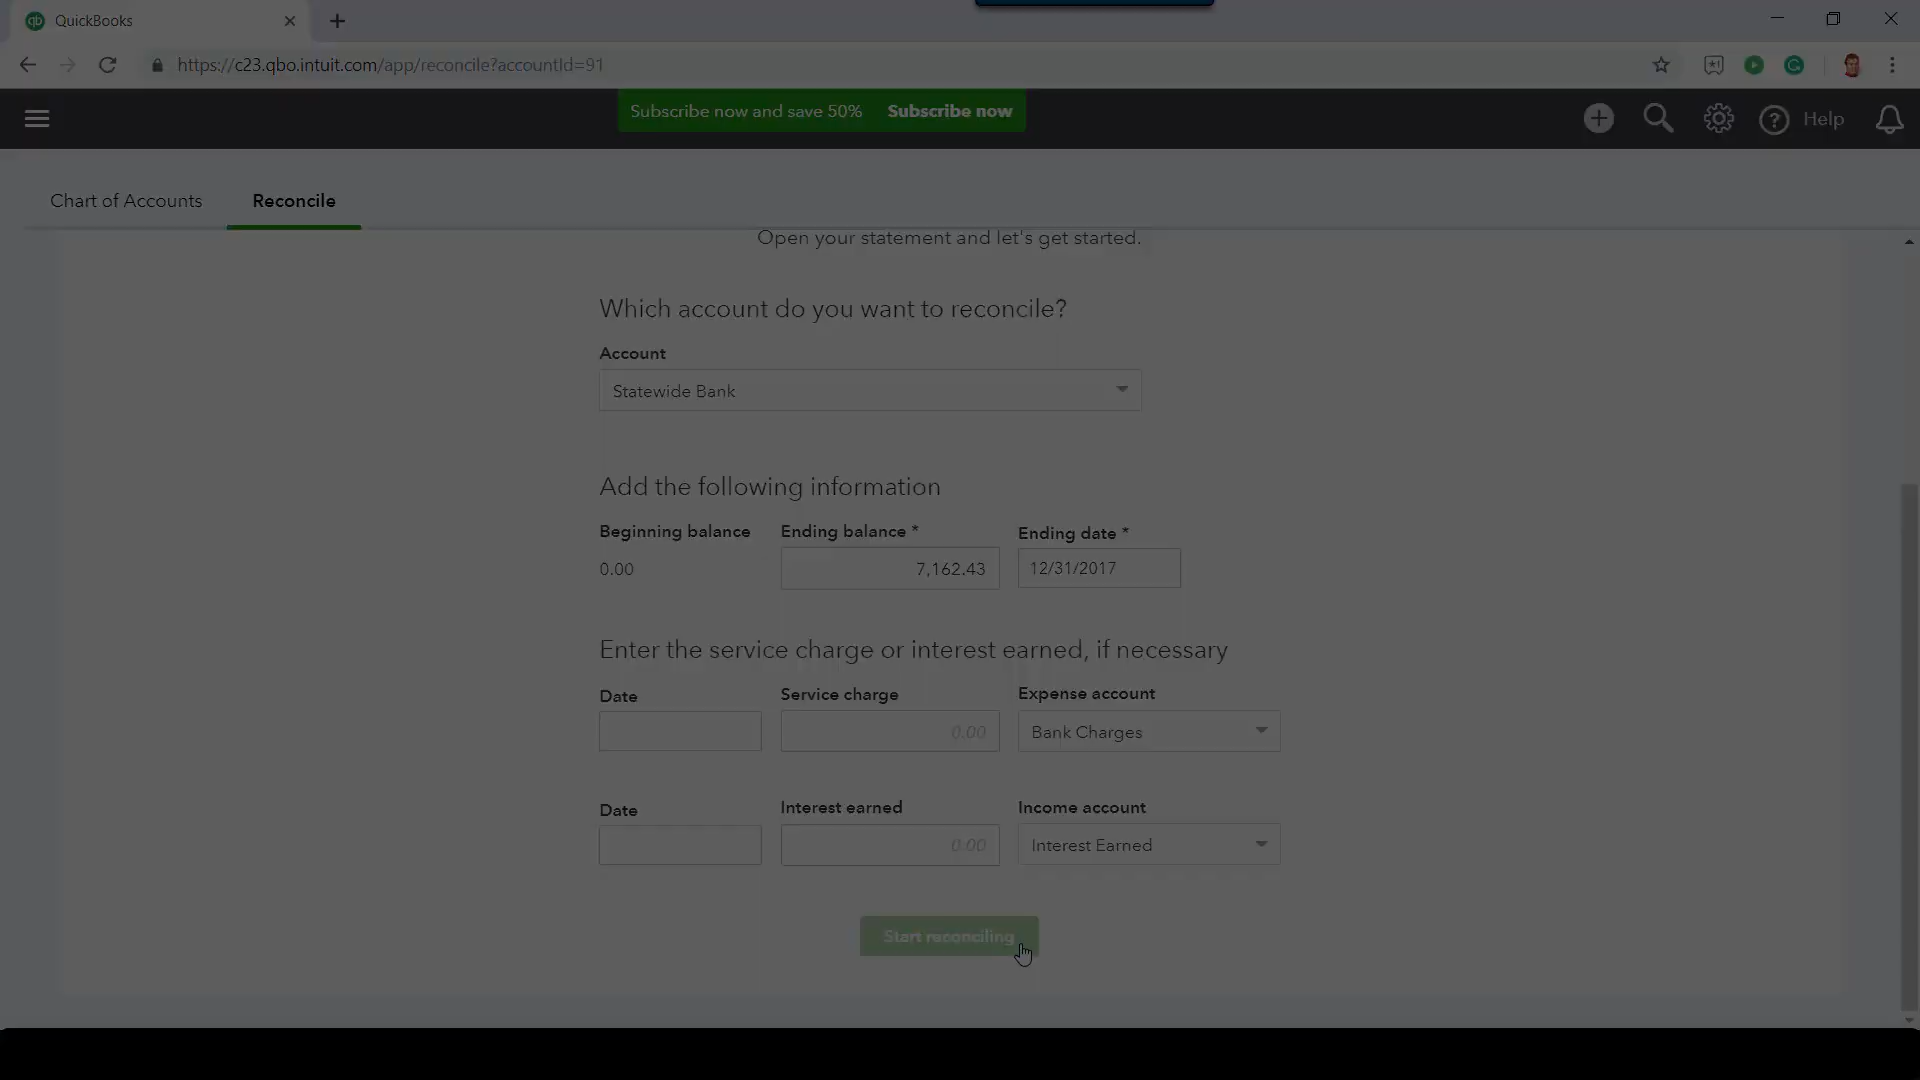 QuickBooks
https://c23.qbo.intuit.com/app/reconcile?accountId=91
Subscribe now and save 50% Subscribe now
Help
Chart of Accounts Reconcile
Open your statement and let's get started.
Which account do you want to reconcile?
Account
Statewide Bank
Add the following information
Beginning balance Ending balance * Ending date *
0.00 7,162.43 12/31/2017
Enter the service charge or interest earned, if necessary
Date Service charge Expense account
0.00 Bank Charges
Date Interest earned Income account
0.00 Interest Earned
Start reconciling